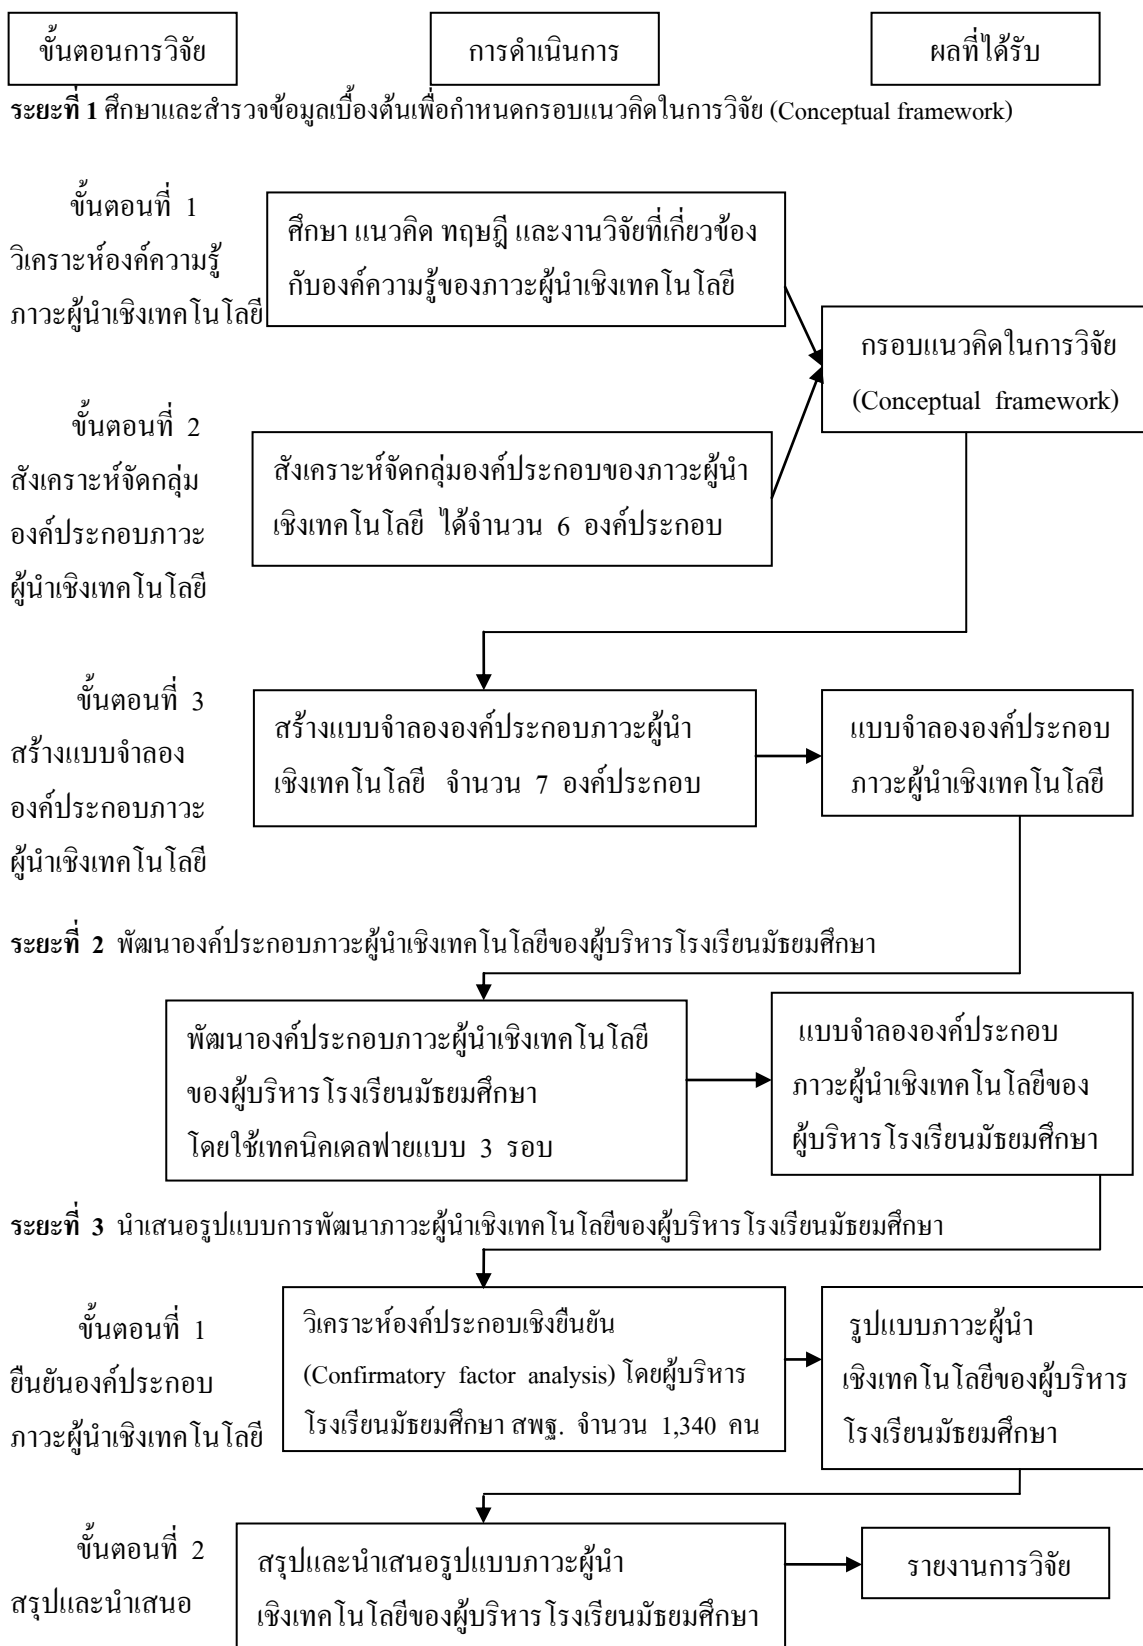 ขั้นตอนการวิจัย
การดำเนินการ
ผลที่ได้รับ
ระยะที่ 1 ศึกษาและสำรวจข้อมูลเบื้องต้นเพื่อกำหนดกรอบแนวคิดในการวิจัย (Conceptual framework)
ขั้นตอนที่ 1
วิเคราะห์องค์ความรู้
ภาวะผู้นำเชิงเทคโนโลยี
ศึกษา แนวคิด ทฤษฎี และงานวิจัยที่เกี่ยวข้อง
กับองค์ความรู้ของภาวะผู้นำเชิงเทคโนโลยี
กรอบแนวคิดในการวิจัย
(Conceptual framework)
ขั้นตอนที่ 2
สังเคราะห์จัดกลุ่ม
องค์ประกอบภาวะ
ผู้นำเชิงเทคโนโลยี
สังเคราะห์จัดกลุ่มองค์ประกอบของภาวะผู้นำ
เชิงเทคโนโลยี ได้จำนวน 6 องค์ประกอบ
ขั้นตอนที่ 3
สร้างแบบจำลอง
องค์ประกอบภาวะ
ผู้นำเชิงเทคโนโลยี
สร้างแบบจำลององค์ประกอบภาวะผู้นำ
เชิงเทคโนโลยี จำนวน 7 องค์ประกอบ
แบบจำลององค์ประกอบ
ภาวะผู้นำเชิงเทคโนโลยี
ระยะที่ 2 พัฒนาองค์ประกอบภาวะผู้นำเชิงเทคโนโลยีของผู้บริหารโรงเรียนมัธยมศึกษา
พัฒนาองค์ประกอบภาวะผู้นำเชิงเทคโนโลยี
ของผู้บริหารโรงเรียนมัธยมศึกษา
โดยใช้เทคนิคเดลฟายแบบ 3 รอบ
แบบจำลององค์ประกอบ
ภาวะผู้นำเชิงเทคโนโลยีของ
ผู้บริหารโรงเรียนมัธยมศึกษา
ระยะที่ 3 นำเสนอรูปแบบการพัฒนาภาวะผู้นำเชิงเทคโนโลยีของผู้บริหารโรงเรียนมัธยมศึกษา
ขั้นตอนที่ 1
ยืนยันองค์ประกอบ
ภาวะผู้นำเชิงเทคโนโลยี
วิเคราะห์องค์ประกอบเชิงยืนยัน
(Confirmatory factor analysis) โดยผู้บริหาร
โรงเรียนมัธยมศึกษา สพฐ. จำนวน 1,340 คน
รูปแบบภาวะผู้นำ
เชิงเทคโนโลยีของผู้บริหาร
โรงเรียนมัธยมศึกษา
ขั้นตอนที่ 2
สรุปและนำเสนอ
สรุปและนำเสนอรูปแบบภาวะผู้นำ
เชิงเทคโนโลยีของผู้บริหารโรงเรียนมัธยมศึกษา
รายงานการวิจัย